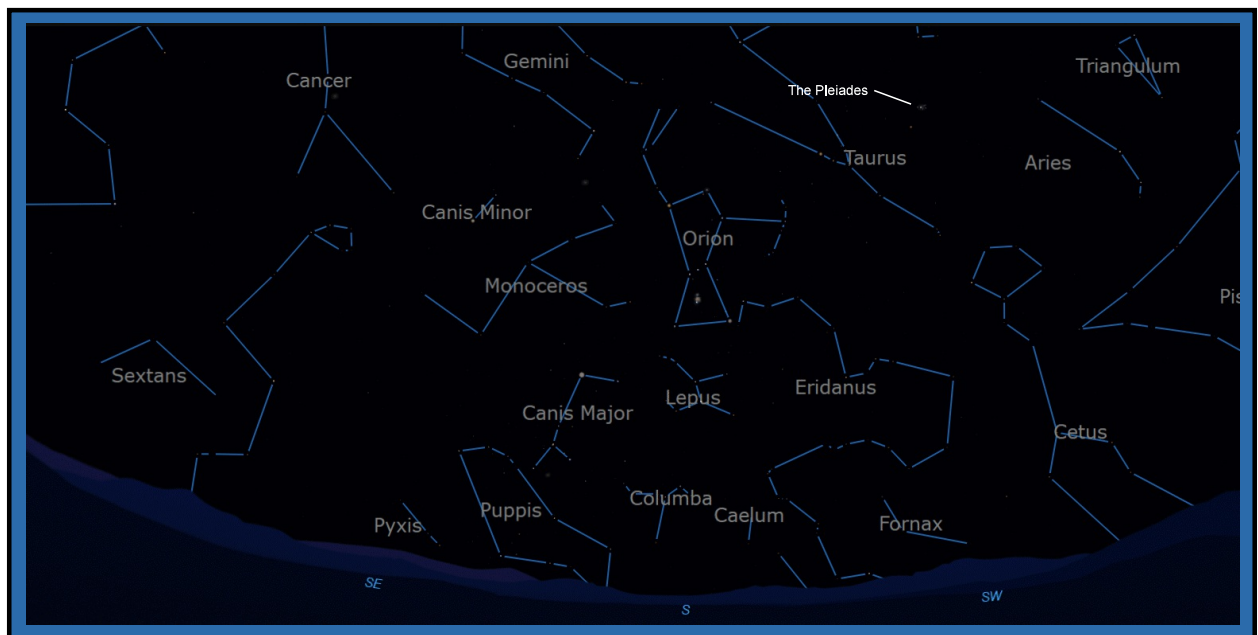 Gemini
Triangulum
Cancer
The Pleiades
Taurus
Aries
Canis Minor
Orion
Monoceros
Pis
Sextans
Eridanus
Lepus
Canis Major
Cetus
Columba
Puppis
Caelum
Pyxis
Fornax
SE
SW
S